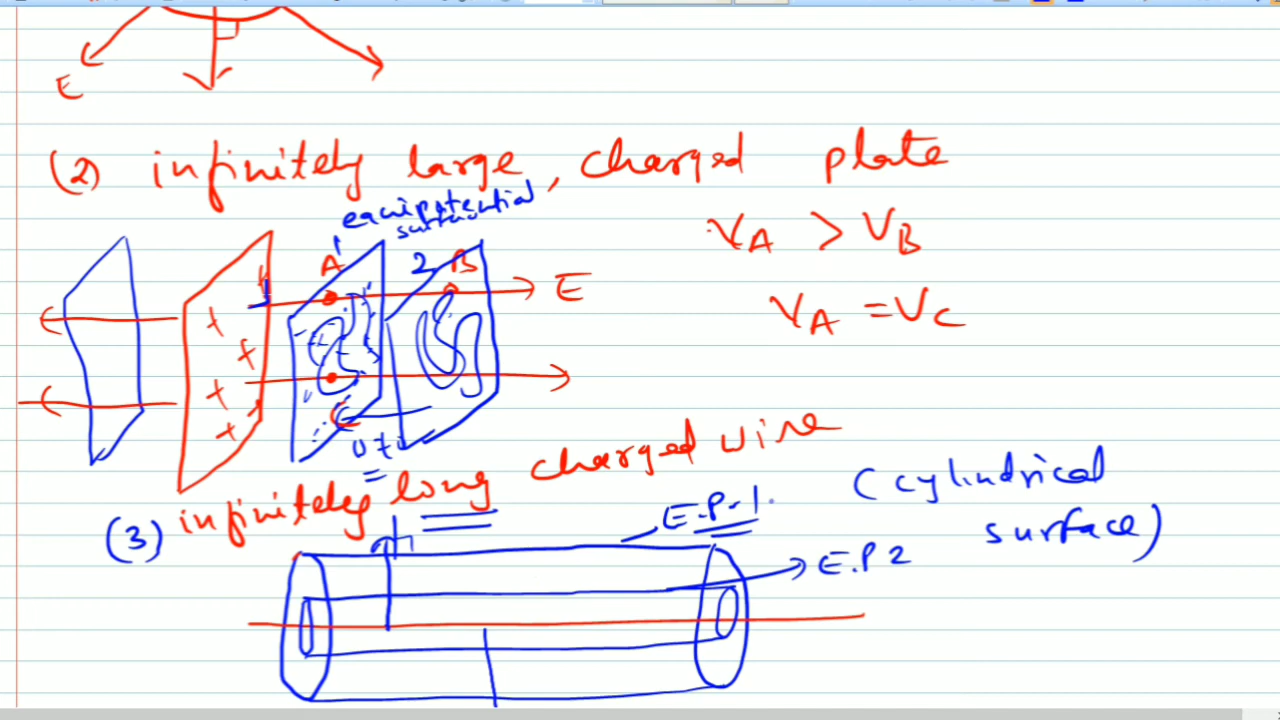 E
(2) infinitely large, charged plate
equipotential
surface
VA > VB
A 2 B
E
VA = VC
+
+
+
+
C
(3) infinitely long charged wire
E.P-1.
(cylindrical
surface)
E.P 2